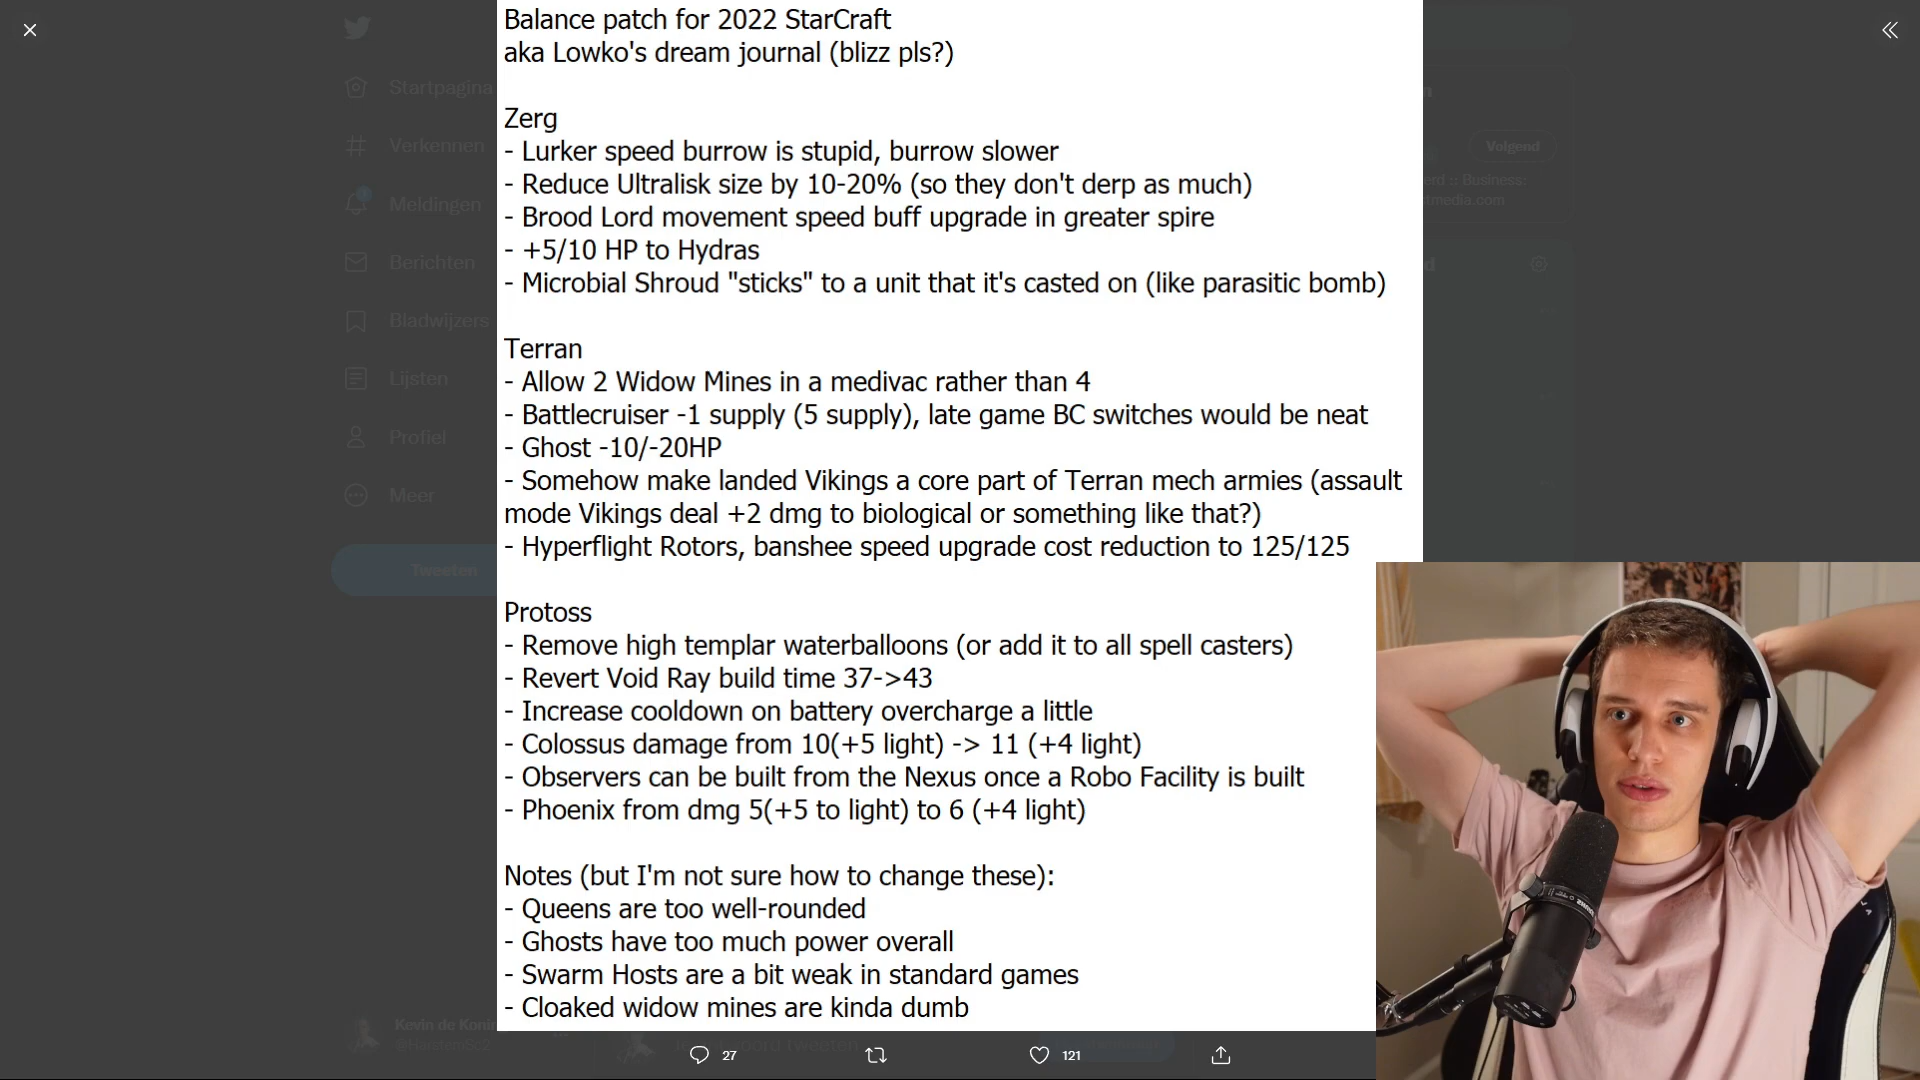 Balance patch for 2022 StarCraft
aka Lowko's dream journal (blizz pls?)
Zerg
- Lurker speed burrow is stupid, burrow slower
- Reduce Ultralisk size by 10-20% (so they don't derp as much)
- Brood Lord movement speed buff upgrade in greater spire
- +5/10 HP to Hydras
- Microbial Shroud "sticks" to a unit that it's casted on (like parasitic bomb)
Terran
- Allow 2 Widow Mines in a medivac rather than 4
- Battlecruiser -1 supply (5 supply), late game BC switches would be neat
- Ghost -10/-20HP
- Somehow make landed Vikings a core part of Terran mech armies (assault
mode Vikings deal +2 dmg to biological or something like that?)
- Hyperflight Rotors, banshee speed upgrade cost reduction to 125/125
Protoss
- Remove high templar waterballoons (or add it to all spell casters)
- Revert Void Ray build time 37->43
- Increase cooldown on battery overcharge a little
- Colossus damage from 10(+5 light) -> 11 (+4 light)
- Observers can be built from the Nexus once a Robo Facility is built
- Phoenix from dmg 5(+5 to light) to 6 (+4 light)
Notes (but I'm not sure how to change these):
- Queens are too well-rounded
- Ghosts have too much power overall
- Swarm Hosts are a bit weak in standard games
- Cloaked widow mines are kinda dumb
27
121
Startpagina
Verkennen
Meldingen
Berichten
Bladwijzers
Lijsten
Profiel
Meer
Tweeten
Kevin de Koni
Volgend
erd :: Business:
tmedia.com